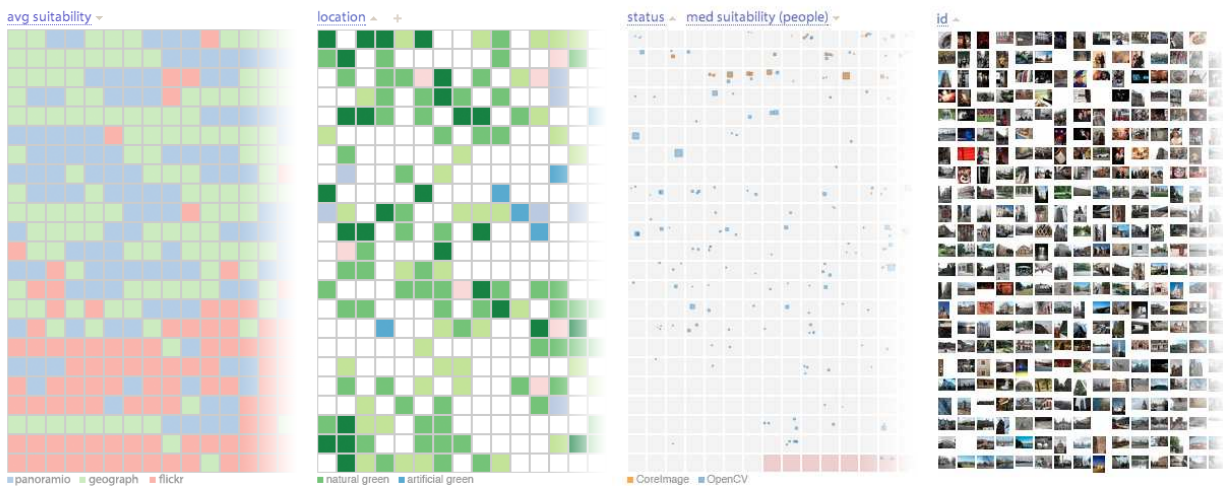 avg suitability
location +
status med suitability (people)
id
panoramio geograph flickr
natural green artificial green
CoreImage OpenCV